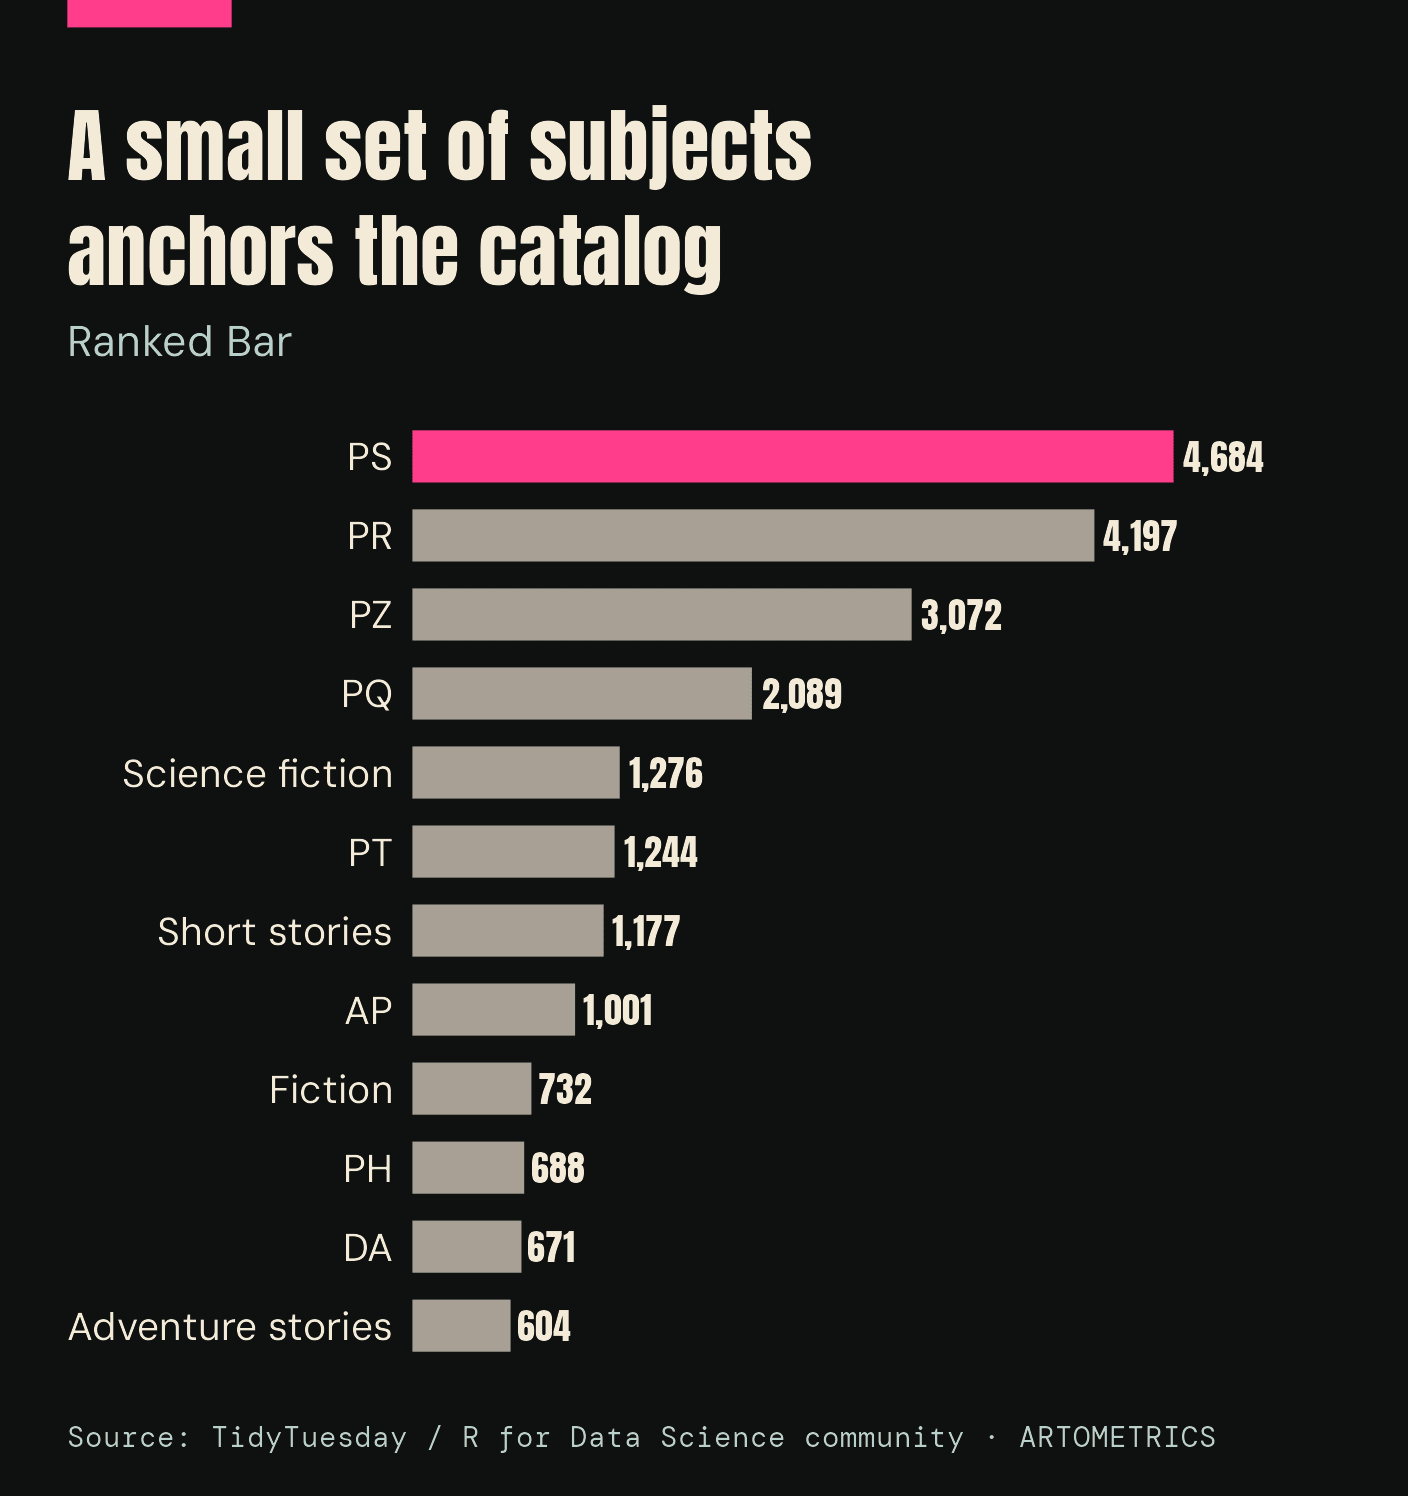 A small set of subjects
anchors the catalog
Ranked Bar
PS 4,684
PR 4,197
PZ 3,072
PQ 2,089
Science fiction 1,276
PT 1,244
Short stories 1,177
AP 1,001
Fiction 732
PH 688
DA 671
Adventure stories 604
Source: TidyTuesday / R for Data Science community · ARTOMETRICS